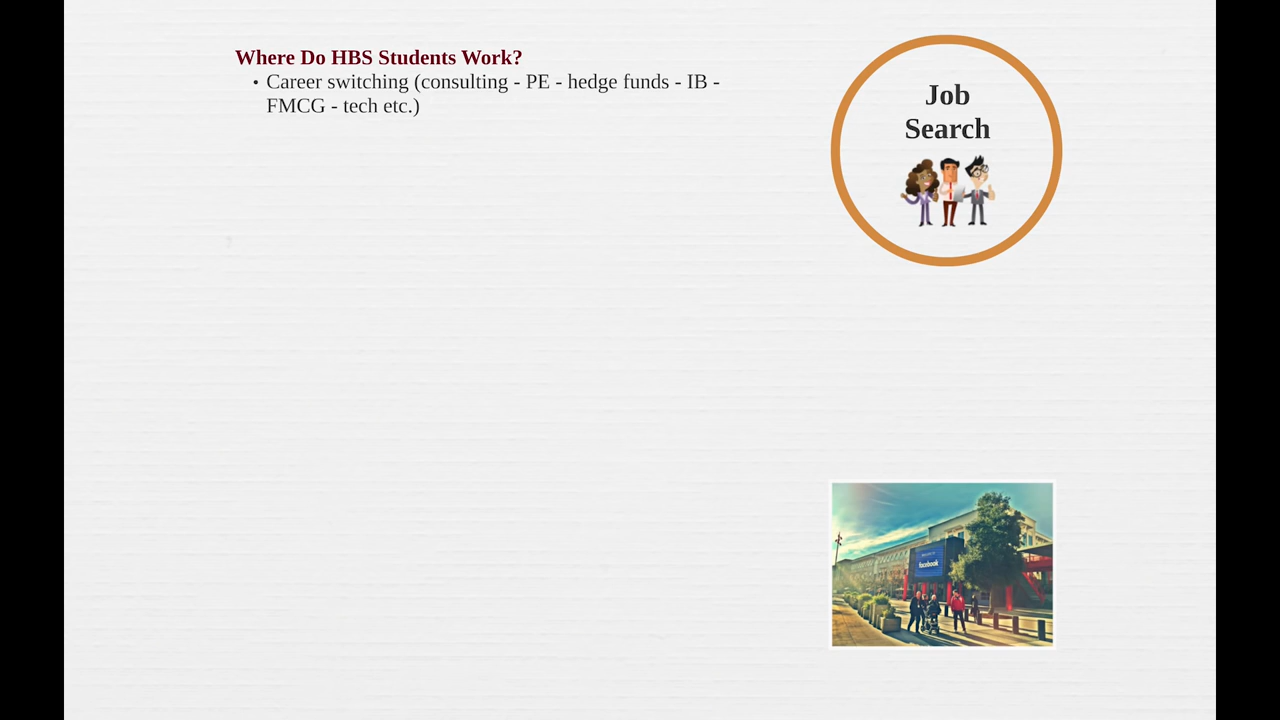 Where Do HBS Students Work?
• Career switching (consulting - PE - hedge funds - IB -
FMCG - tech etc.)
Job
Search
facebook